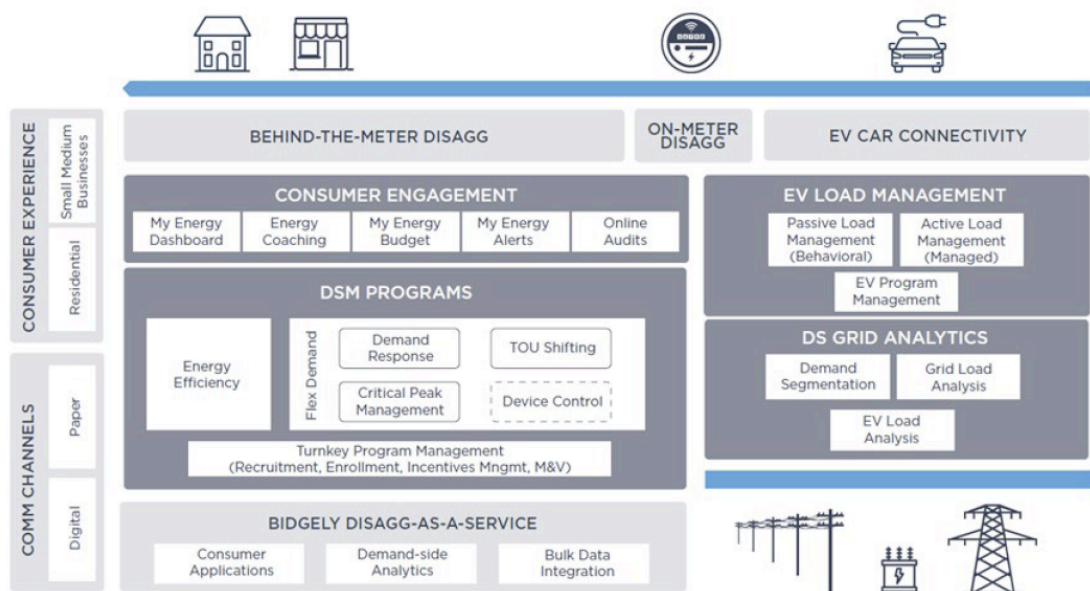 BEHIND-THE-METER DISAGG
ON-METER
DISAGG
EV CAR CONNECTIVITY
CONSUMER EXPERIENCE
Small Medium
Businesses
Residential
COMM CHANNELS
Paper
Digital
CONSUMER ENGAGEMENT
My Energy
Dashboard
Energy
Coaching
My Energy
Budget
My Energy
Alerts
Online
Audits
DSM PROGRAMS
Energy
Efficiency
Flex Demand
Demand
Response
TOU Shifting
Critical Peak
Management
Device Control
Turnkey Program Management
(Recruitment, Enrollment, Incentives Mngmt, M&V)
BIDGELY DISAGG-AS-A-SERVICE
Consumer
Applications
Demand-side
Analytics
Bulk Data
Integration
EV LOAD MANAGEMENT
Passive Load
Management
(Behavioral)
Active Load
Management
(Managed)
EV Program
Management
DS GRID ANALYTICS
Demand
Segmentation
Grid Load
Analysis
EV Load
Analysis